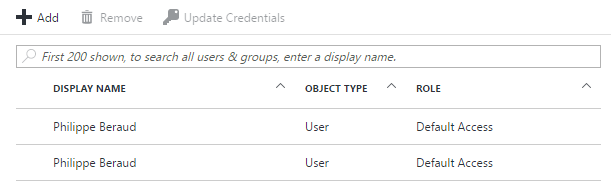 Add Remove Update Credentials
First 200 shown, to search all users & groups, enter a display name.
DISPLAY NAME OBJECT TYPE ROLE
Philippe Beraud User Default Access
Philippe Beraud User Default Access